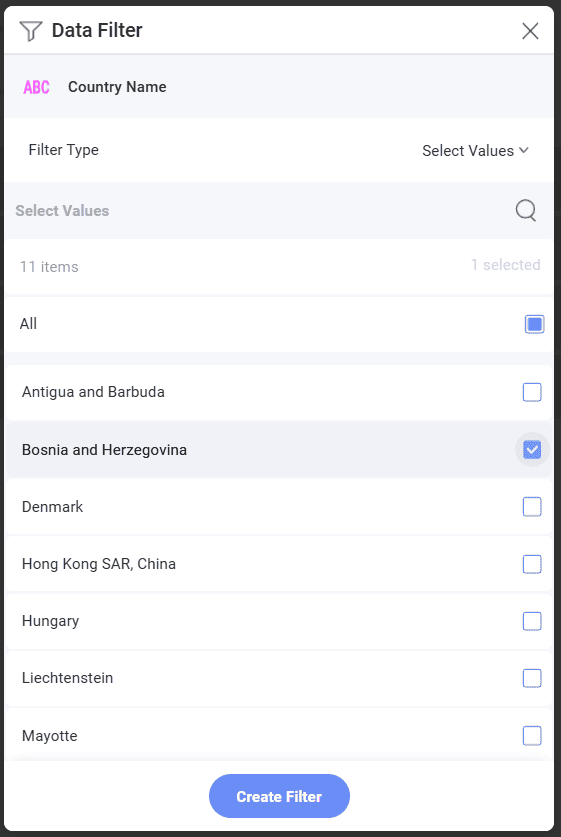 Data Filter
ABC Country Name
Filter Type Select Values
Select Values
11 items 1 selected
All
Antigua and Barbuda
Bosnia and Herzegovina
Denmark
Hong Kong SAR, China
Hungary
Liechtenstein
Mayotte
Create Filter